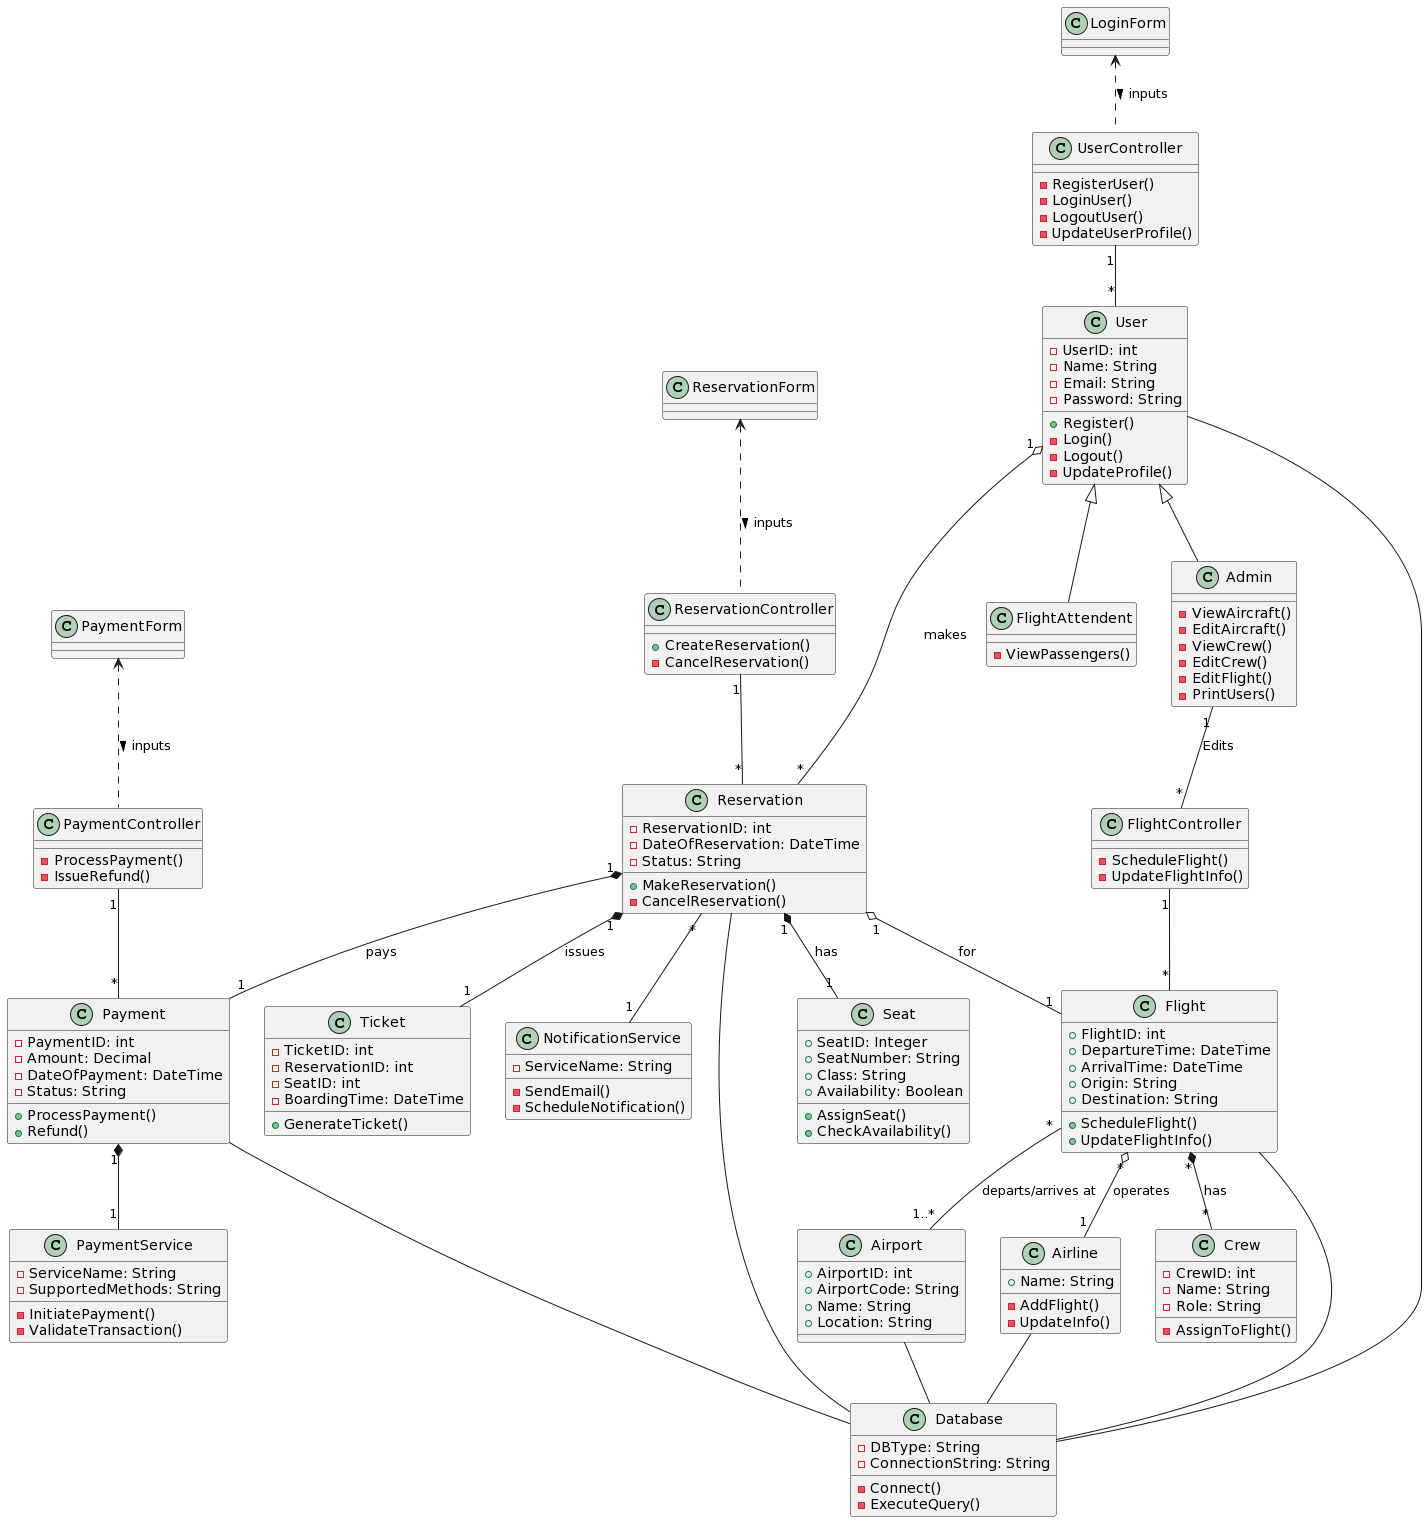 LoginForm
inputs
UserController
RegisterUser()
LoginUser()
LogoutUser()
UpdateUserProfile()
1
*
User
UserID: int
Name: String
Email: String
Password: String
Register()
Login()
Logout()
UpdateProfile()
1
makes
*
ReservationForm
inputs
ReservationController
CreateReservation()
CancelReservation()
1
*
FlightAttendent
ViewPassengers()
Admin
ViewAircraft()
EditAircraft()
ViewCrew()
EditCrew()
EditFlight()
PrintUsers()
1
Edits
*
PaymentForm
inputs
PaymentController
ProcessPayment()
IssueRefund()
1
*
Reservation
ReservationID: int
DateOfReservation: DateTime
Status: String
MakeReservation()
CancelReservation()
FlightController
ScheduleFlight()
UpdateFlightInfo()
1
*
1
pays
1
1
issues
1
*
1
1
has
1
1
for
1
Payment
PaymentID: int
Amount: Decimal
DateOfPayment: DateTime
Status: String
ProcessPayment()
Refund()
Ticket
TicketID: int
ReservationID: int
SeatID: int
BoardingTime: DateTime
GenerateTicket()
NotificationService
ServiceName: String
SendEmail()
ScheduleNotification()
Seat
SeatID: Integer
SeatNumber: String
Class: String
Availability: Boolean
AssignSeat()
CheckAvailability()
Flight
FlightID: int
DepartureTime: DateTime
ArrivalTime: DateTime
Origin: String
Destination: String
ScheduleFlight()
UpdateFlightInfo()
1
1
*
departs/arrives at
1..*
*
operates
1
*
has
*
PaymentService
ServiceName: String
SupportedMethods: String
InitiatePayment()
ValidateTransaction()
Airport
AirportID: int
AirportCode: String
Name: String
Location: String
Airline
Name: String
AddFlight()
UpdateInfo()
Crew
CrewID: int
Name: String
Role: String
AssignToFlight()
Database
DBType: String
ConnectionString: String
Connect()
ExecuteQuery()